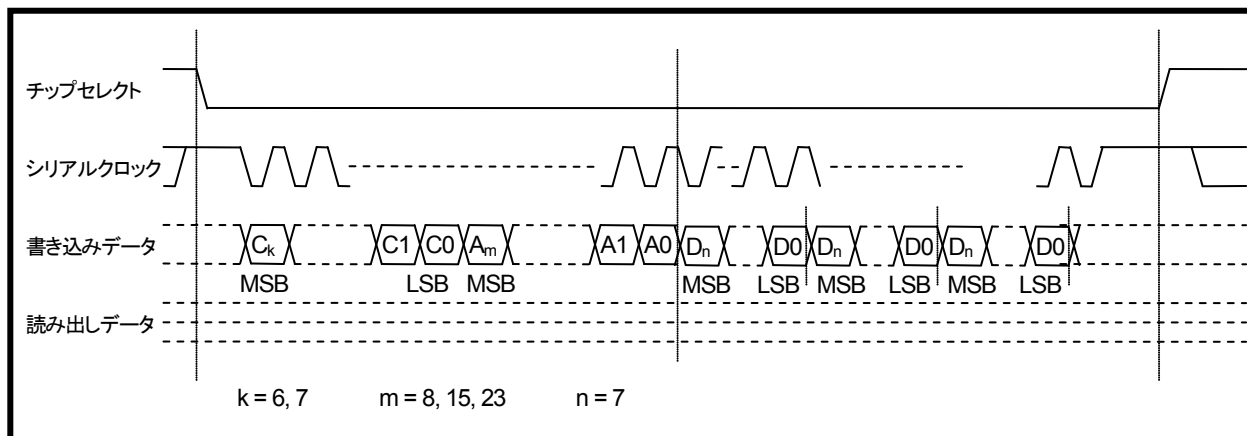 チップセレクト
シリアルクロック
書き込みデータ
Ck C1 C0 Am A1 A0 Dn D0 Dn D0 Dn D0
MSB LSB MSB MSB LSB MSB LSB MSB LSB
読み出しデータ
k = 6, 7 m = 8, 15, 23 n = 7